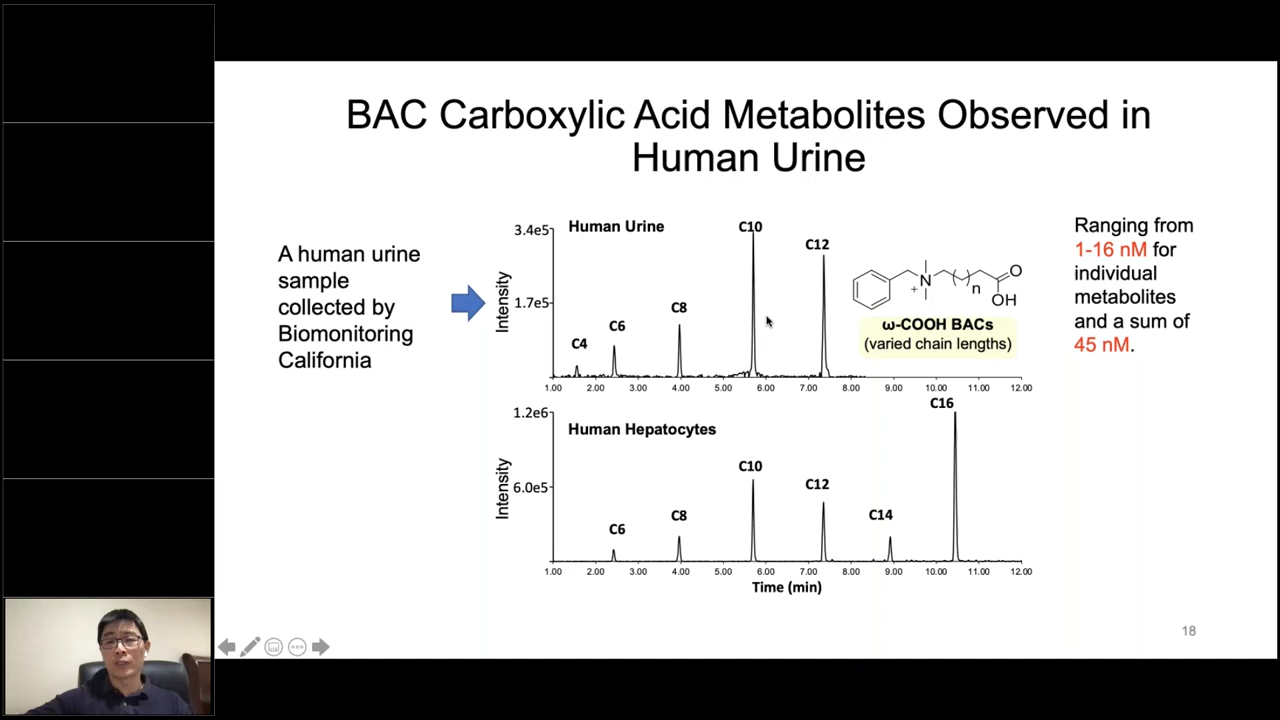 BAC Carboxylic Acid Metabolites Observed in
Human Urine
A human urine
sample
collected by
Biomonitoring
California
Human Urine
3.4e5
1.7e5
Intensity
C4
C6
C8
C10
C12
1.00 2.00 3.00 4.00 5.00 6.00 7.00 8.00 9.00 10.00 11.00 12.00
N
+
n
O
OH
ω-COOH BACs
(varied chain lengths)
Ranging from
1-16 nM for
individual
metabolites
and a sum of
45 nM.
Human Hepatocytes
1.2e6
6.0e5
Intensity
C6
C8
C10
C12
C14
C16
1.00 2.00 3.00 4.00 5.00 6.00 7.00 8.00 9.00 10.00 11.00 12.00
Time (min)
18